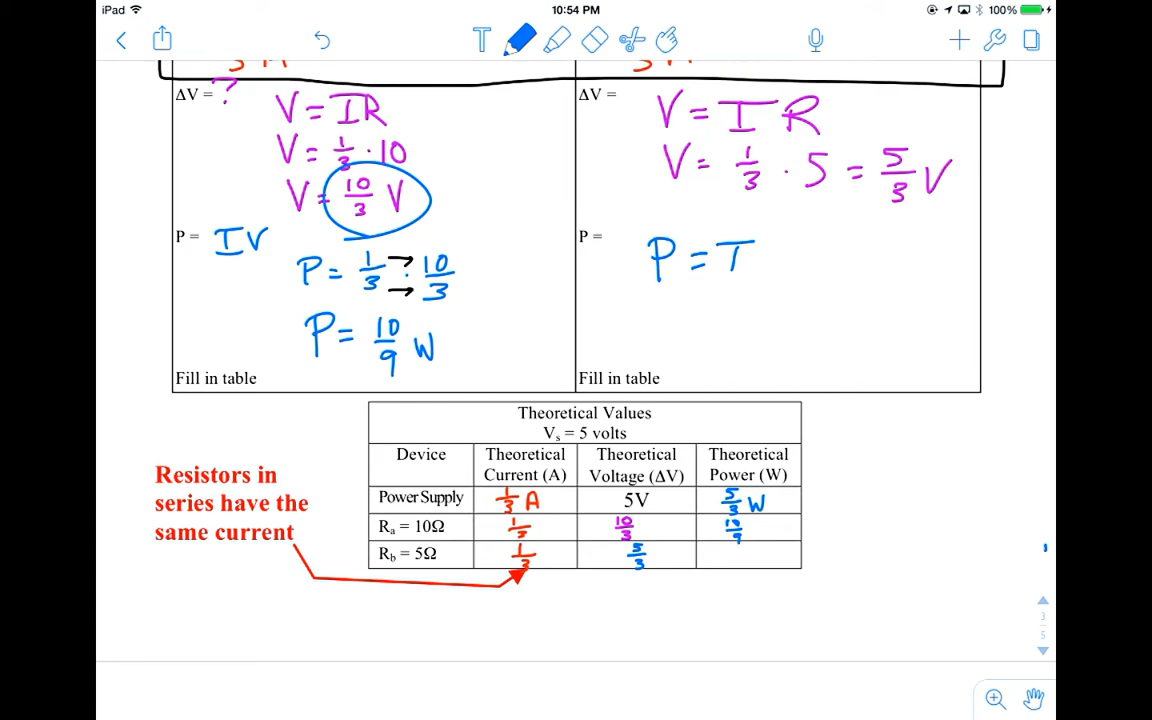 iPad 10:54 PM 100%
T
ΔV = ?
V = IR
V = 1/3 · 10
V = 10/3 V
P = IV
P = 1/3 · 10/3
P = 10/9 W
Fill in table
ΔV =
V = I R
V = 1/3 · 5 = 5/3 V
P =
P = I
Fill in table
Resistors in
series have the
same current
Theoretical Values
Vs = 5 volts
Device Theoretical Current (A) Theoretical Voltage (ΔV) Theoretical Power (W)
Power Supply 1/3 A 5V 5/3 W
Ra = 10Ω 1/3 10/3 10/9
Rb = 5Ω 1/3 5/3
3
5